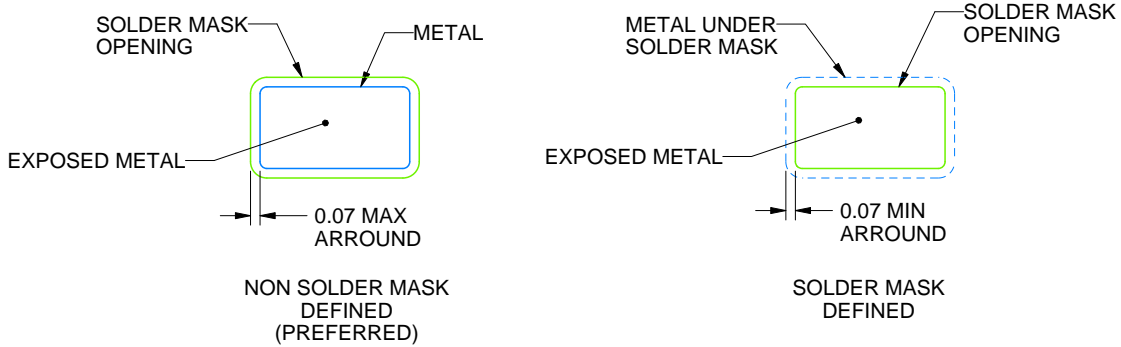 SOLDER MASK
OPENING
METAL
EXPOSED METAL
0.07 MAX
ARROUND
NON SOLDER MASK
DEFINED
(PREFERRED)
METAL UNDER
SOLDER MASK
SOLDER MASK
OPENING
EXPOSED METAL
0.07 MIN
ARROUND
SOLDER MASK
DEFINED